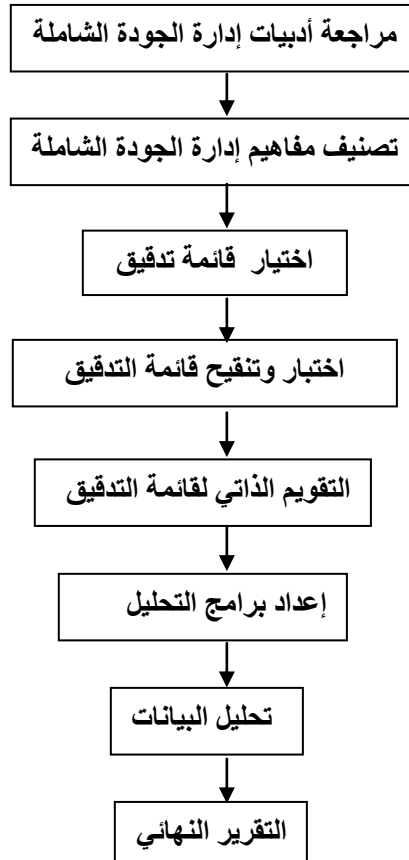 مراجعة أدبيات إدارة الجودة الشاملة
تصنيف مفاهيم إدارة الجودة الشاملة
اختيار قائمة تدقيق
اختبار وتنقيح قائمة التدقيق
التقويم الذاتي لقائمة التدقيق
إعداد برامج التحليل
تحليل البيانات
التقرير النهائي